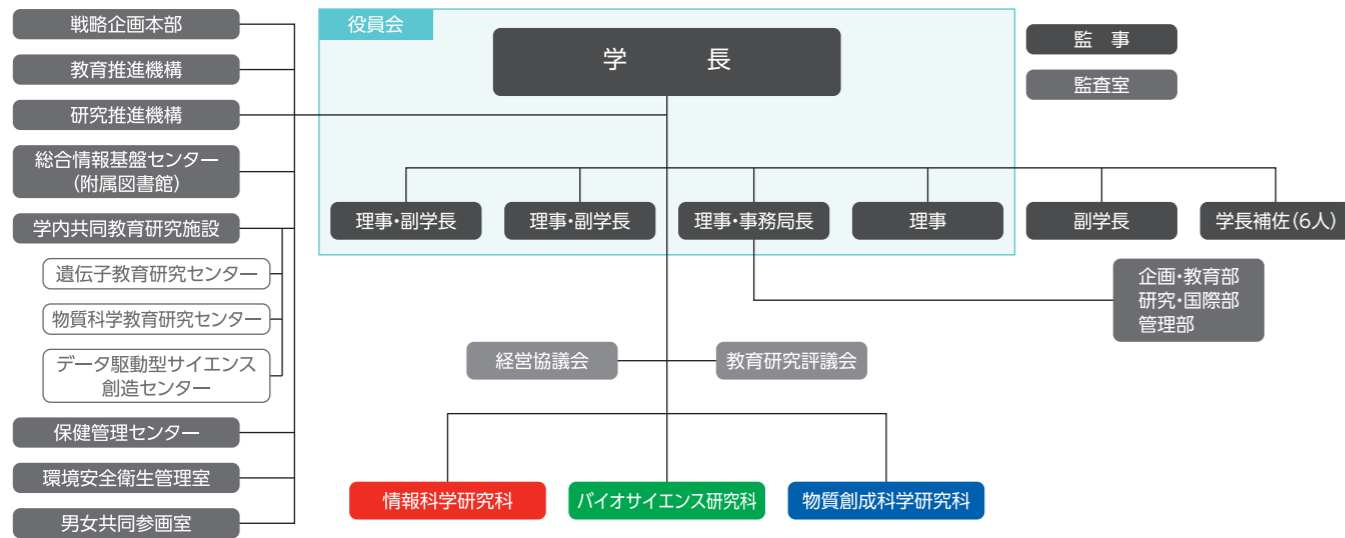 戦略企画本部
教育推進機構
研究推進機構
総合情報基盤センター
(附属図書館)
学内共同教育研究施設
遺伝子教育研究センター
物質科学教育研究センター
データ駆動型サイエンス
創造センター
保健管理センター
環境安全衛生管理室
男女共同参画室
役員会
学 長
監 事
監査室
理事・副学長
理事・副学長
理事・事務局長
理事
副学長
学長補佐(6人)
企画・教育部
研究・国際部
管理部
経営協議会
教育研究評議会
情報科学研究科
バイオサイエンス研究科
物質創成科学研究科